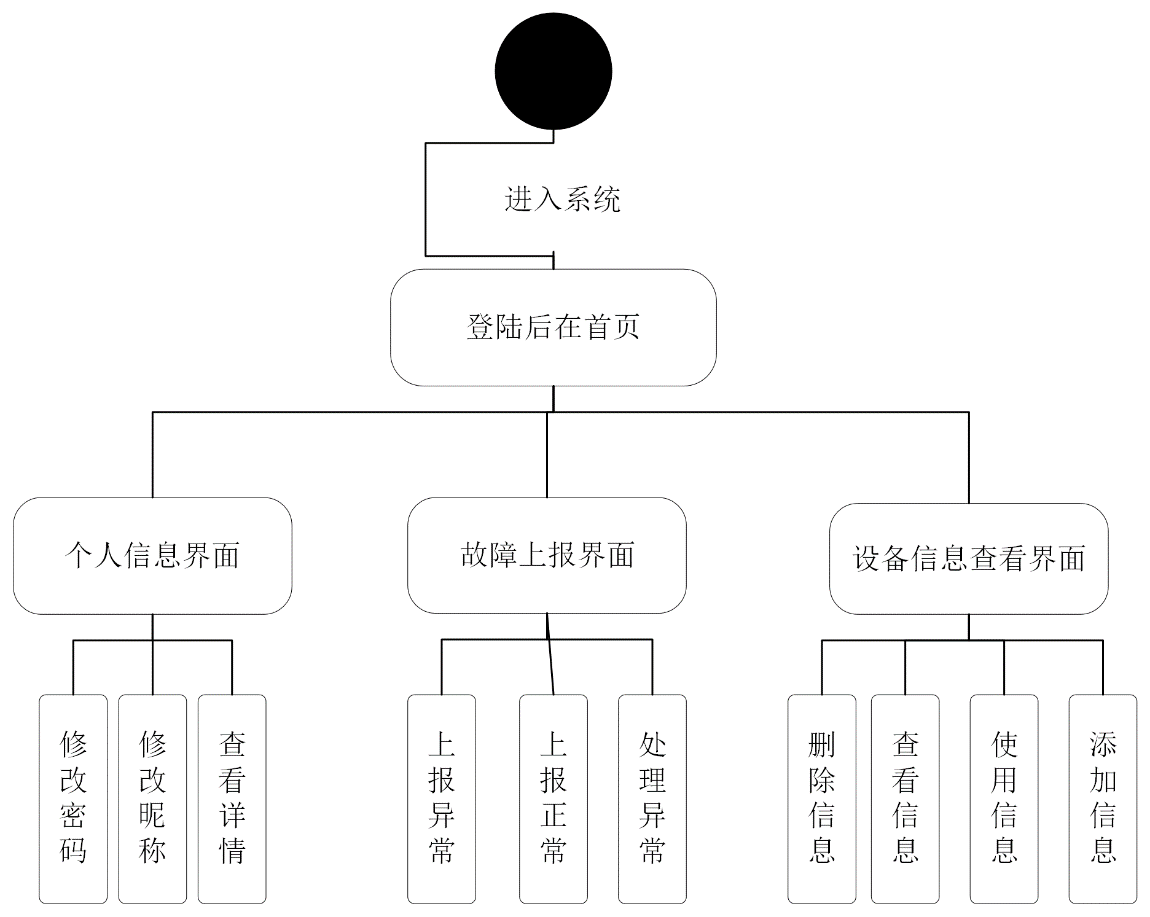 进入系统
登陆后在首页
个人信息界面
故障上报界面
设备信息查看界面
修改密码
修改昵称
查看详情
上报异常
上报正常
处理异常
删除信息
查看信息
使用信息
添加信息